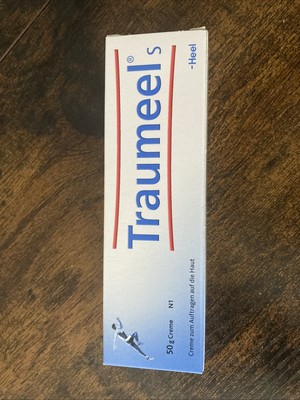 Traumeel® S
-Heel
50 g Creme N1
Creme zum Auftragen auf die Haut